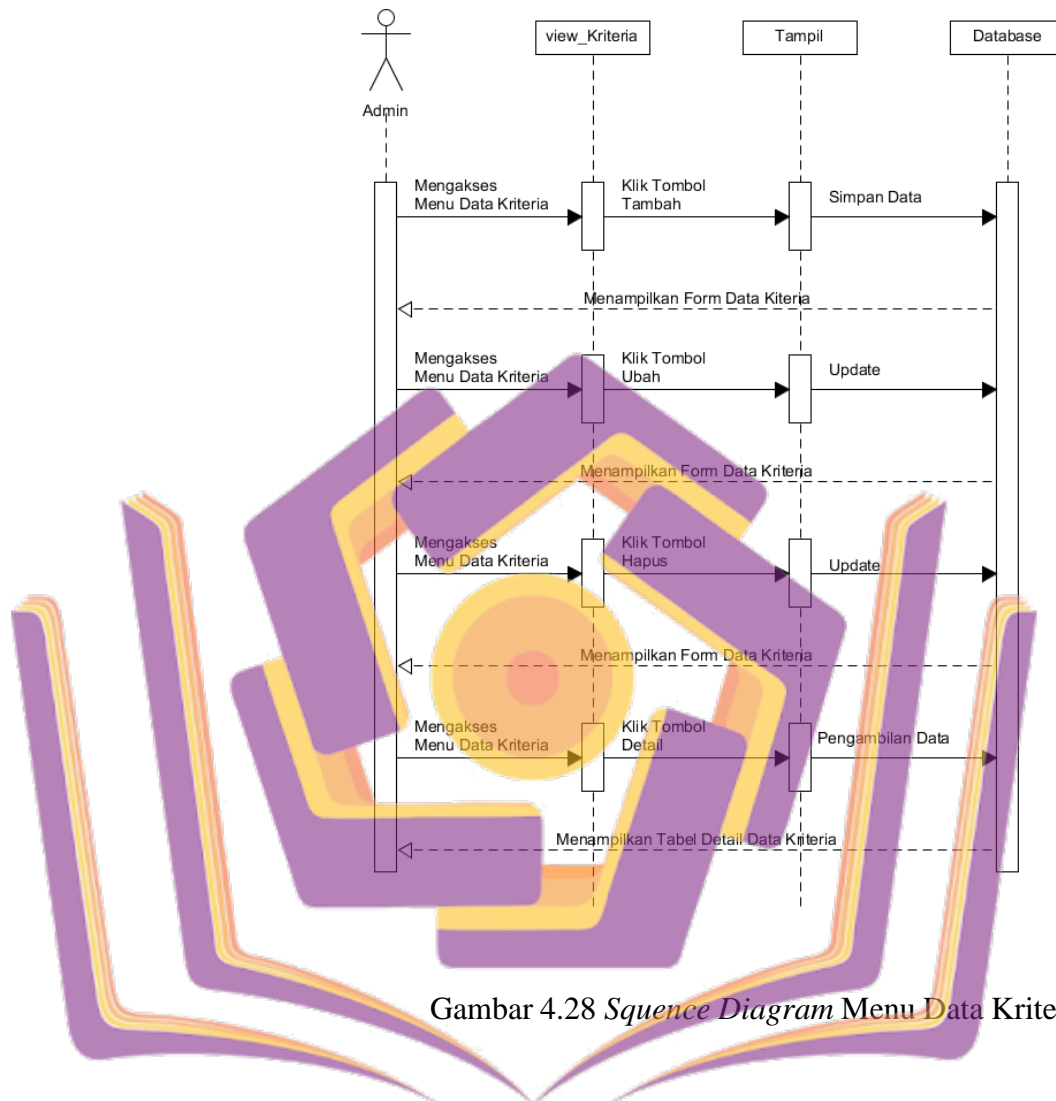 view_Kriteria
Tampil
Database
Admin
Mengakses
Menu Data Kriteria
Klik Tombol
Tambah
Simpan Data
Menampilkan Form Data Kiteria
Mengakses
Menu Data Kriteria
Klik Tombol
Ubah
Update
Menampilkan Form Data Kriteria
Mengakses
Menu Data Kriteria
Klik Tombol
Hapus
Update
Menampilkan Form Data Kriteria
Mengakses
Menu Data Kriteria
Klik Tombol
Detail
Pengambilan Data
Menampilkan Tabel Detail Data Kriteria
Gambar 4.28 Squence Diagram Menu Data Krite